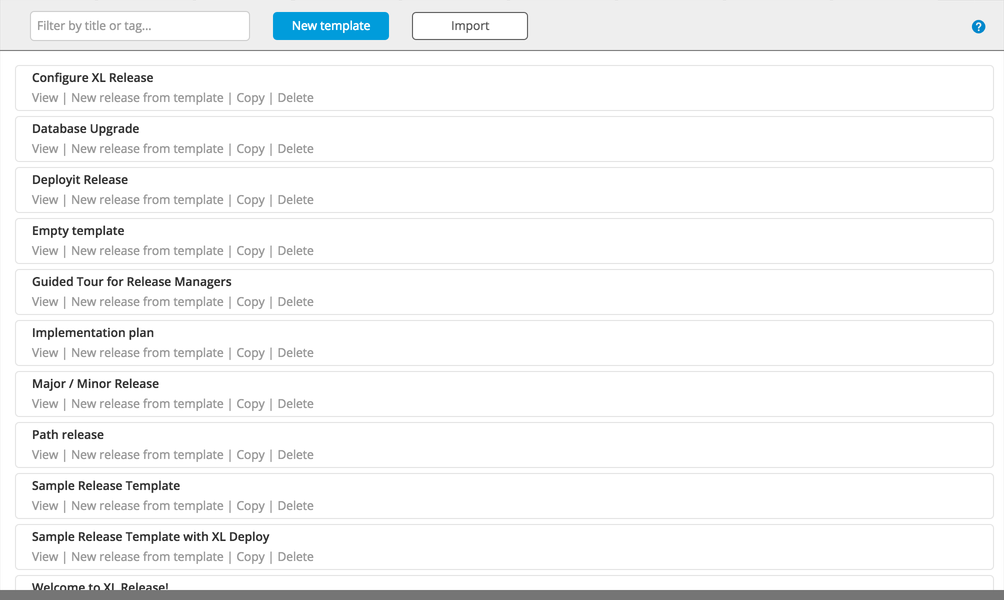 Filter by title or tag...
New template
Import
?
Configure XL Release
View | New release from template | Copy | Delete
Database Upgrade
View | New release from template | Copy | Delete
Deployit Release
View | New release from template | Copy | Delete
Empty template
View | New release from template | Copy | Delete
Guided Tour for Release Managers
View | New release from template | Copy | Delete
Implementation plan
View | New release from template | Copy | Delete
Major / Minor Release
View | New release from template | Copy | Delete
Path release
View | New release from template | Copy | Delete
Sample Release Template
View | New release from template | Copy | Delete
Sample Release Template with XL Deploy
View | New release from template | Copy | Delete
Welcome to XL Release!